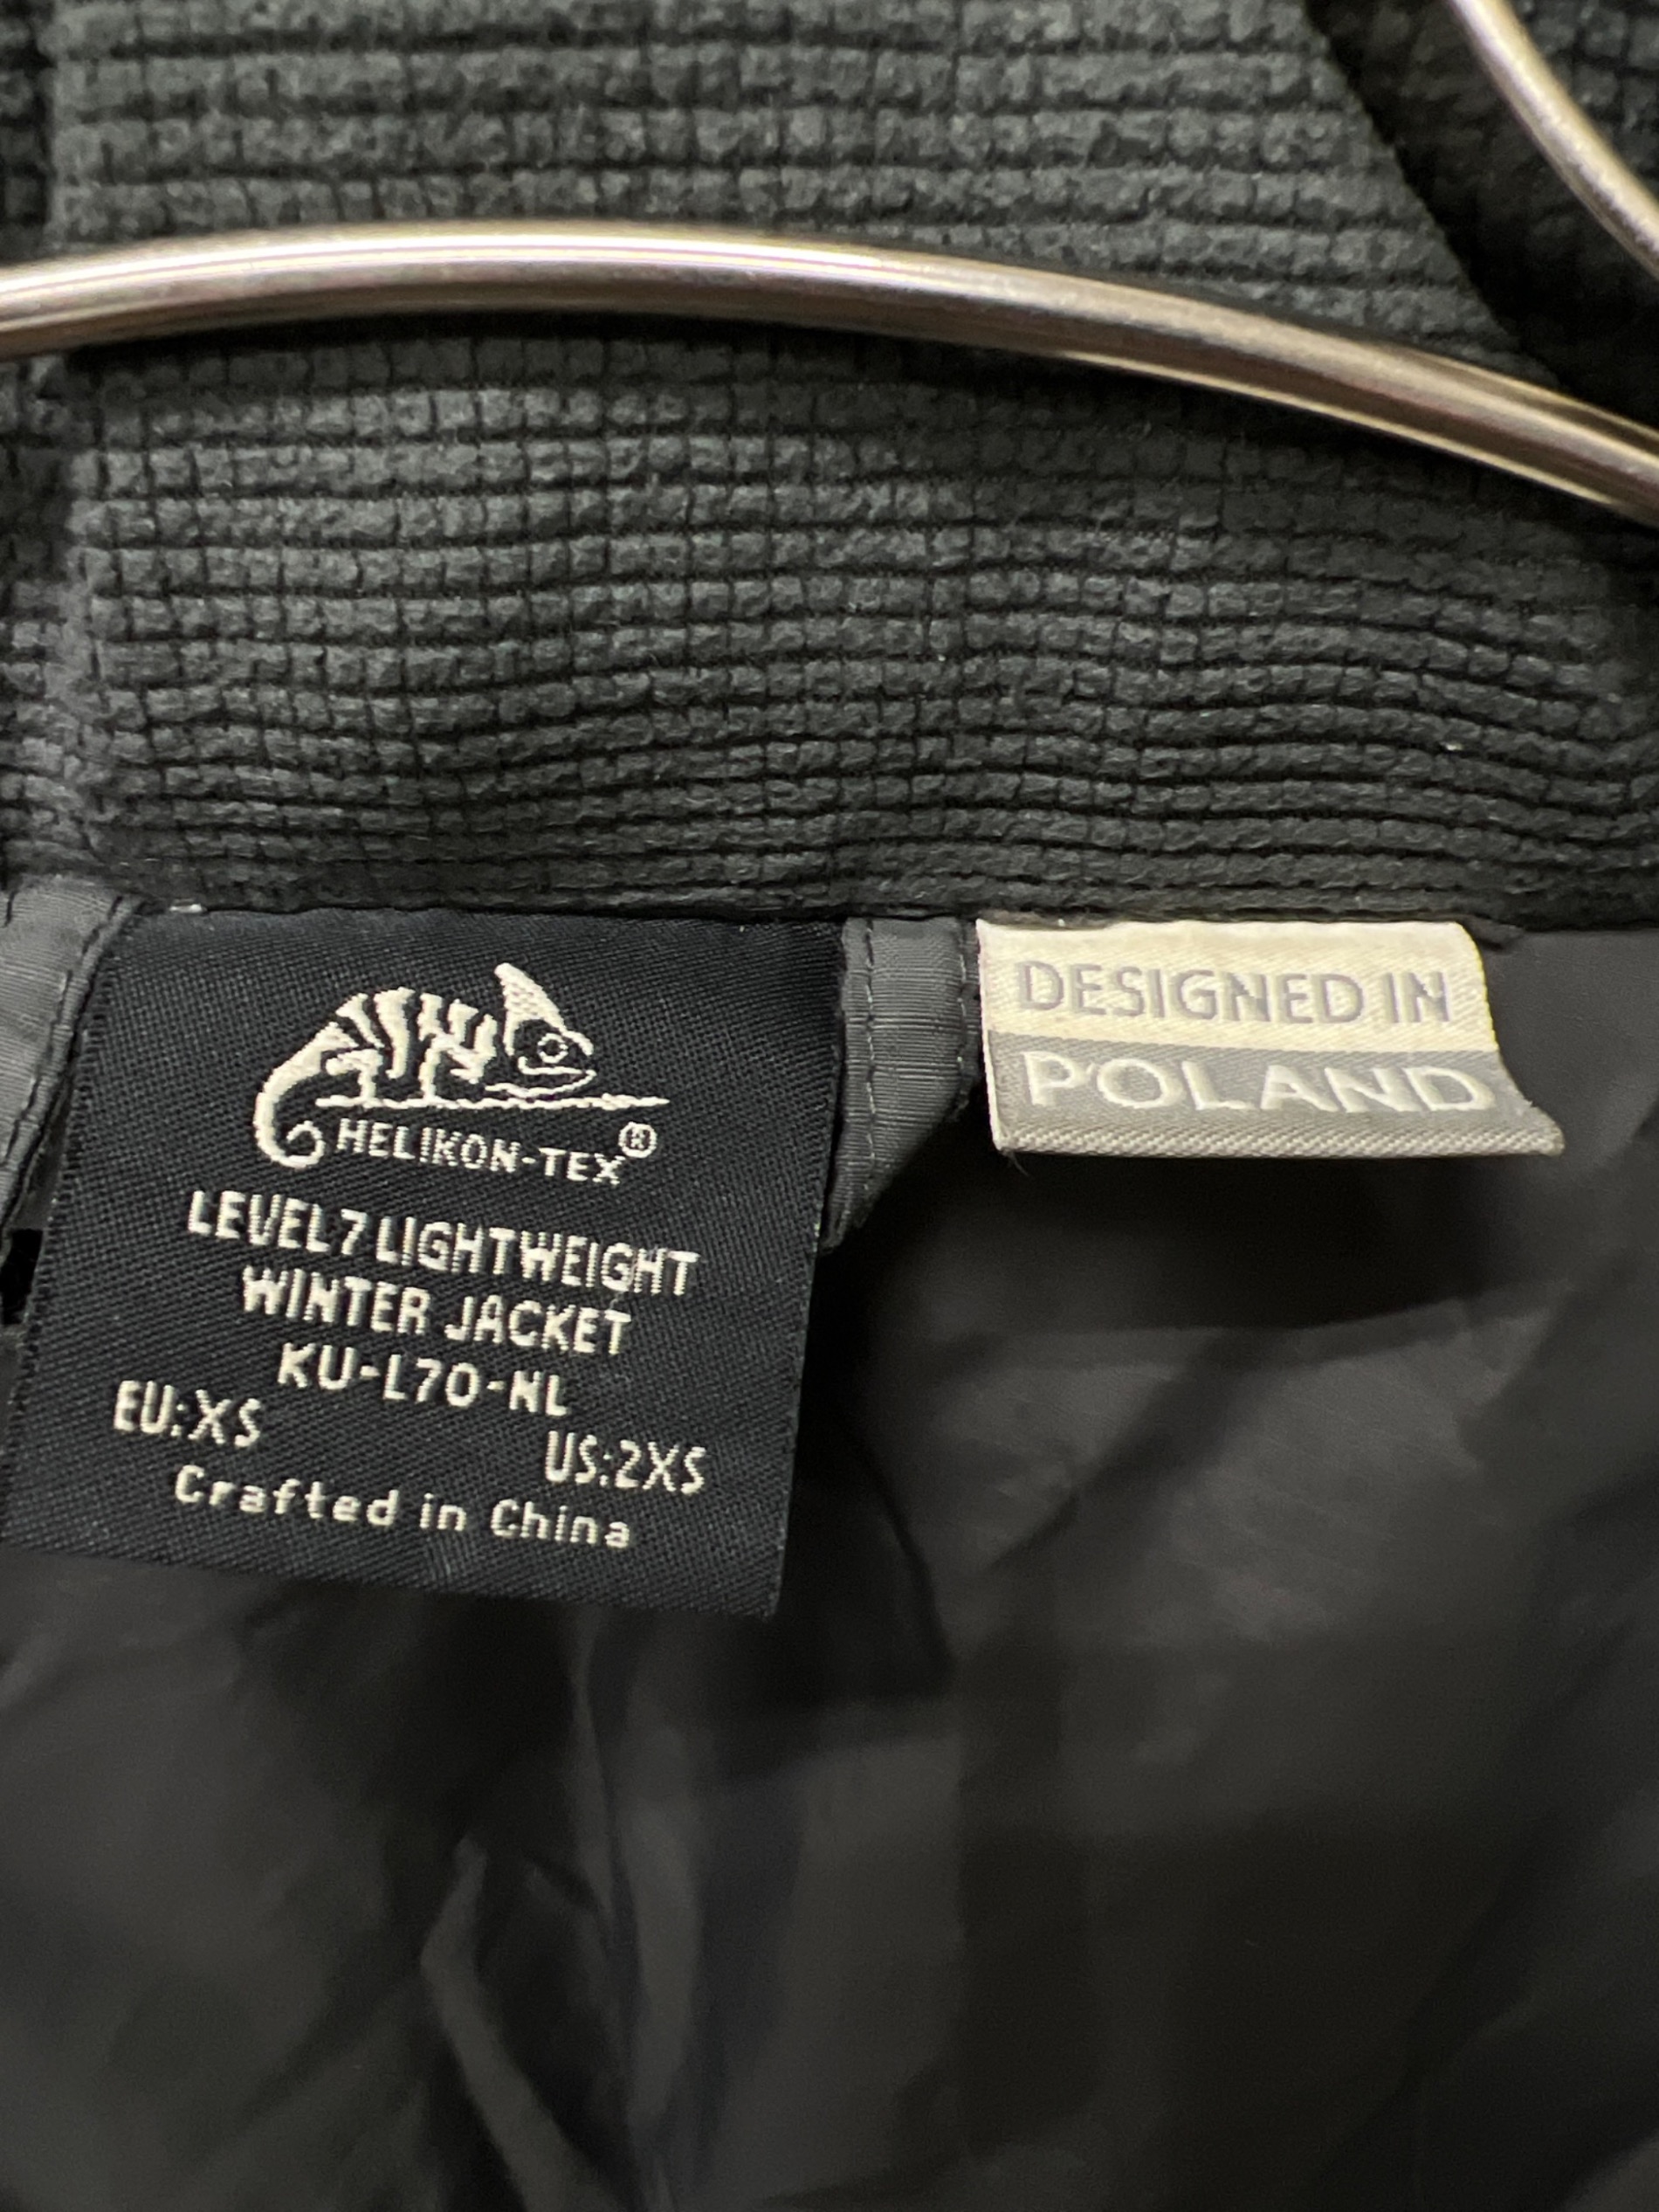 HELIKON-TEX®
LEVEL 7 LIGHTWEIGHT
WINTER JACKET
KU-L70-NL
EU:XS
US:2XS
Crafted in China
DESIGNED IN
POLAND